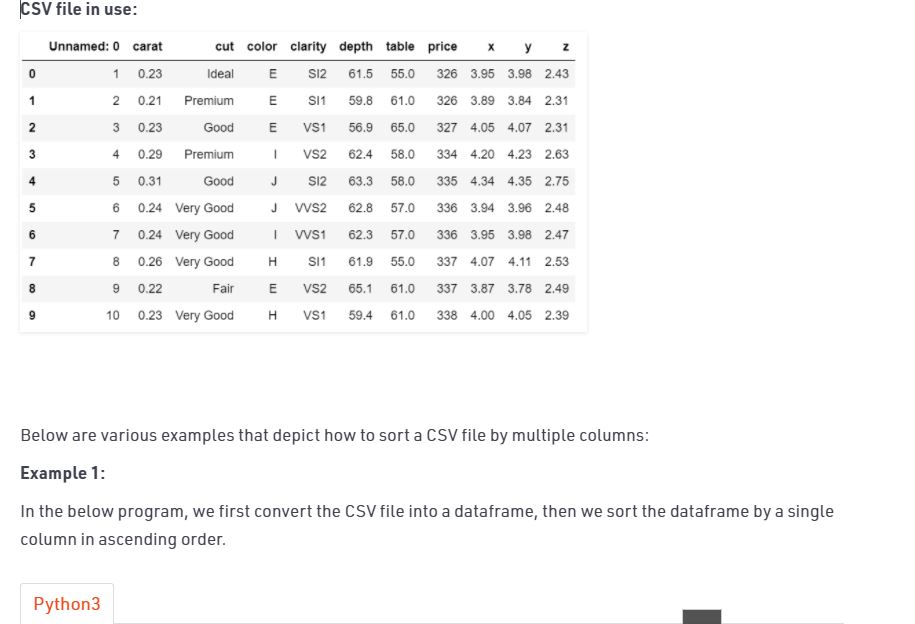 CSV file in use:
Unnamed: 0 carat cut color clarity depth table price x y z
0 1 0.23 Ideal E SI2 61.5 55.0 326 3.95 3.98 2.43
1 2 0.21 Premium E SI1 59.8 61.0 326 3.89 3.84 2.31
2 3 0.23 Good E VS1 56.9 65.0 327 4.05 4.07 2.31
3 4 0.29 Premium I VS2 62.4 58.0 334 4.20 4.23 2.63
4 5 0.31 Good J SI2 63.3 58.0 335 4.34 4.35 2.75
5 6 0.24 Very Good J VVS2 62.8 57.0 336 3.94 3.96 2.48
6 7 0.24 Very Good I VVS1 62.3 57.0 336 3.95 3.98 2.47
7 8 0.26 Very Good H SI1 61.9 55.0 337 4.07 4.11 2.53
8 9 0.22 Fair E VS2 65.1 61.0 337 3.87 3.78 2.49
9 10 0.23 Very Good H VS1 59.4 61.0 338 4.00 4.05 2.39
Below are various examples that depict how to sort a CSV file by multiple columns:
Example 1:
In the below program, we first convert the CSV file into a dataframe, then we sort the dataframe by a single
column in ascending order.
Python3